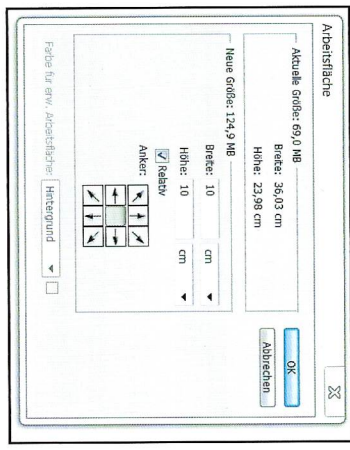 Arbeitsfläche
Aktuelle Größe: 69,0 MB
Breite: 36,03 cm
Höhe: 23,98 cm
OK
Abbrechen
Neue Größe: 124,9 MB
Breite: 10 cm
Höhe: 10 cm
Relativ
Anker:
Farbe für erw. Arbeitsfläche: Hintergrund